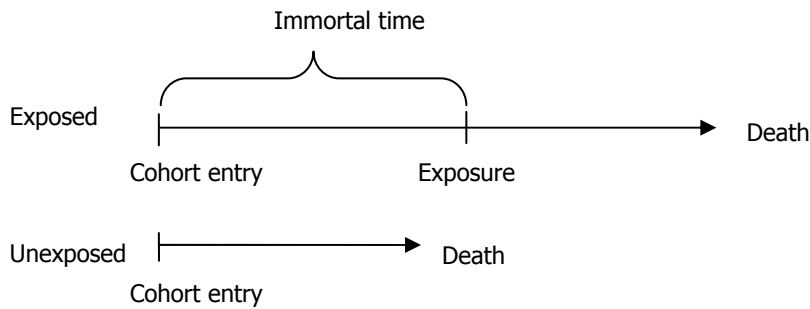 Immortal time
Exposed
Death
Cohort entry
Exposure
Unexposed
Death
Cohort entry